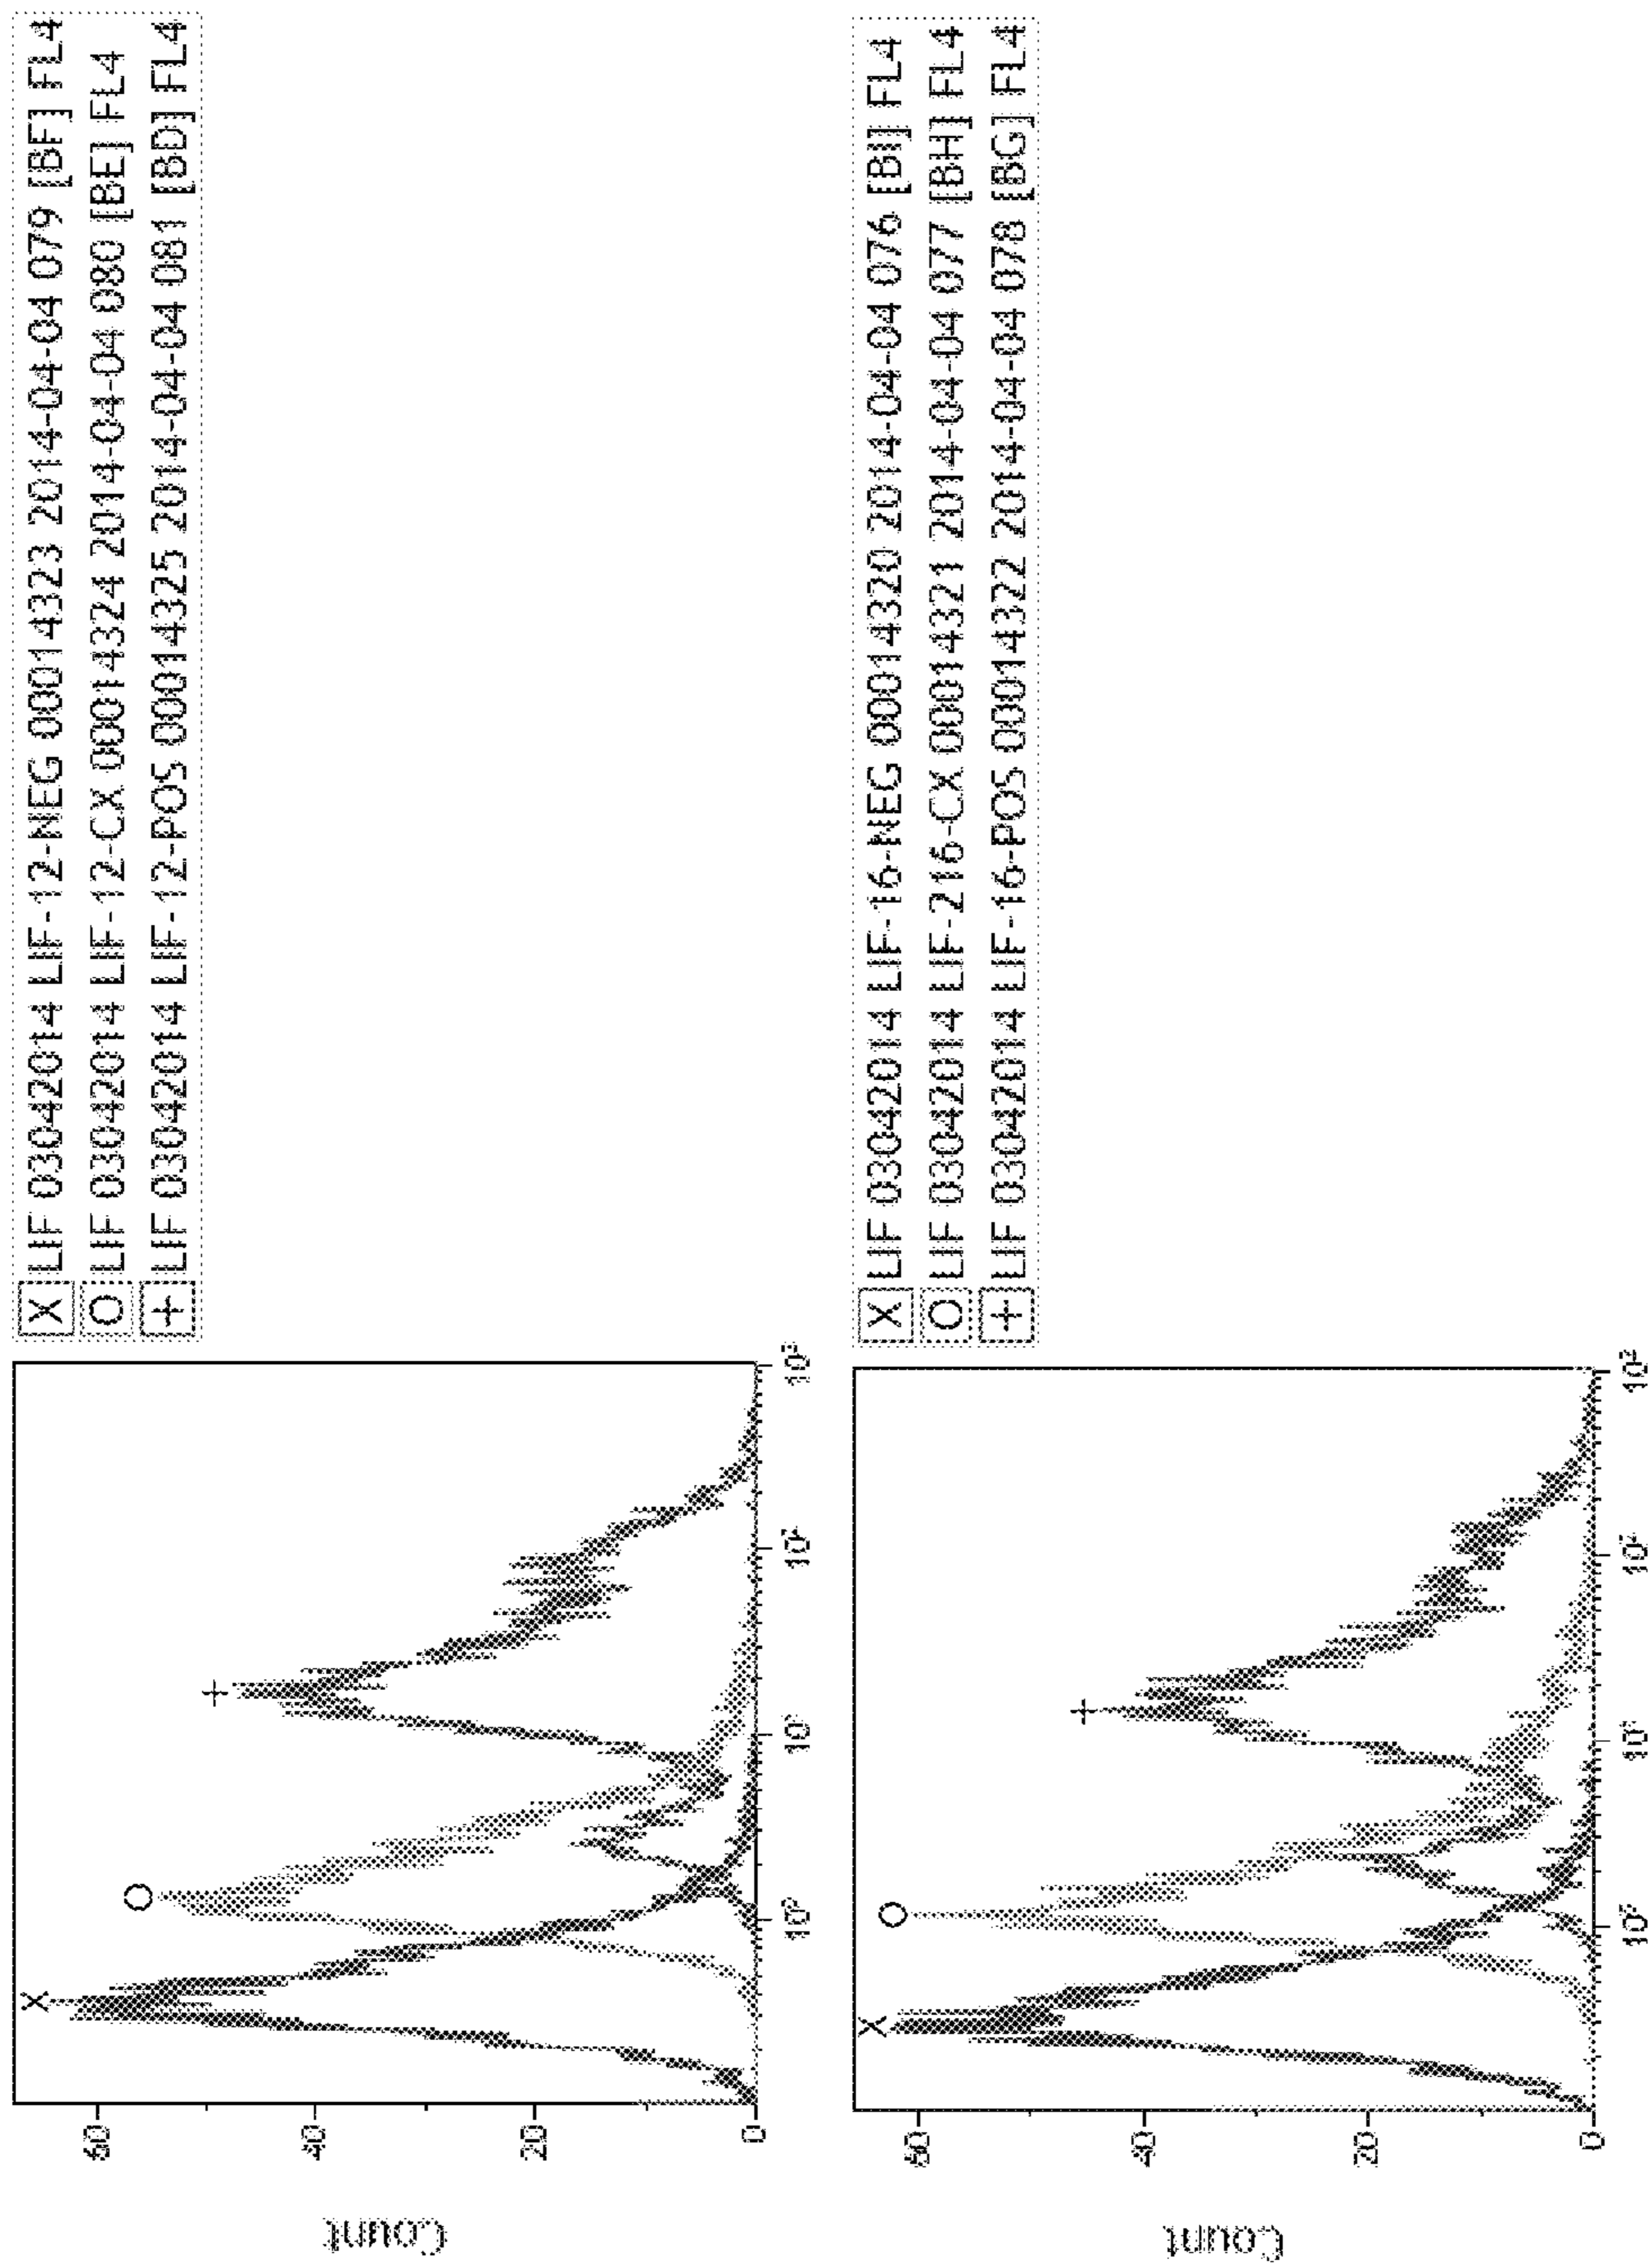 LIF 03042014 LIF-12-NEG 00014323 2014-04-04 079 [BF] FL4
LIF 03042014 LIF-12-CX 00014324 2014-04-04 080 [BE] FL4
LIF 03042014 LIF-12-POS 00014325 2014-04-04 081 [BD] FL4
Count
60
40
20
0
LIF 03042014 LIF-16-NEG 00014320 2014-04-04 076 [BI] FL4
LIF 03042014 LIF-216-CX 00014321 2014-04-04 077 [BH] FL4
LIF 03042014 LIF-16-POS 00014322 2014-04-04 078 [BG] FL4
Count
60
40
20
0